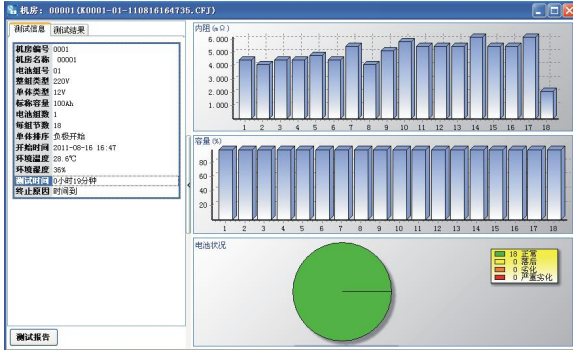 机房: 00001{K0001-01-110816164735.CFJ}
测试信息 测试结果
机房编号 0001
机房名称 00001
电池组号 01
整组类型 220V
单体类型 12V
标称容量 100Ah
电池组数 1
每组节数 18
单体排序 负极开始
开始时间 2011-08-16 16:47
环境温度 28.6℃
环境湿度 36%
测试时间 0小时19分钟
终止原因 时间到
测试报告
内阻(mΩ)
6.000
5.000
4.000
3.000
2.000
1.000
1 2 3 4 5 6 7 8 9 10 11 12 13 14 15 16 17 18
容量(%)
80
60
40
20
1 2 3 4 5 6 7 8 9 10 11 12 13 14 15 16 17 18
电池状况
18 正常
0 落后
0 劣化
0 严重劣化